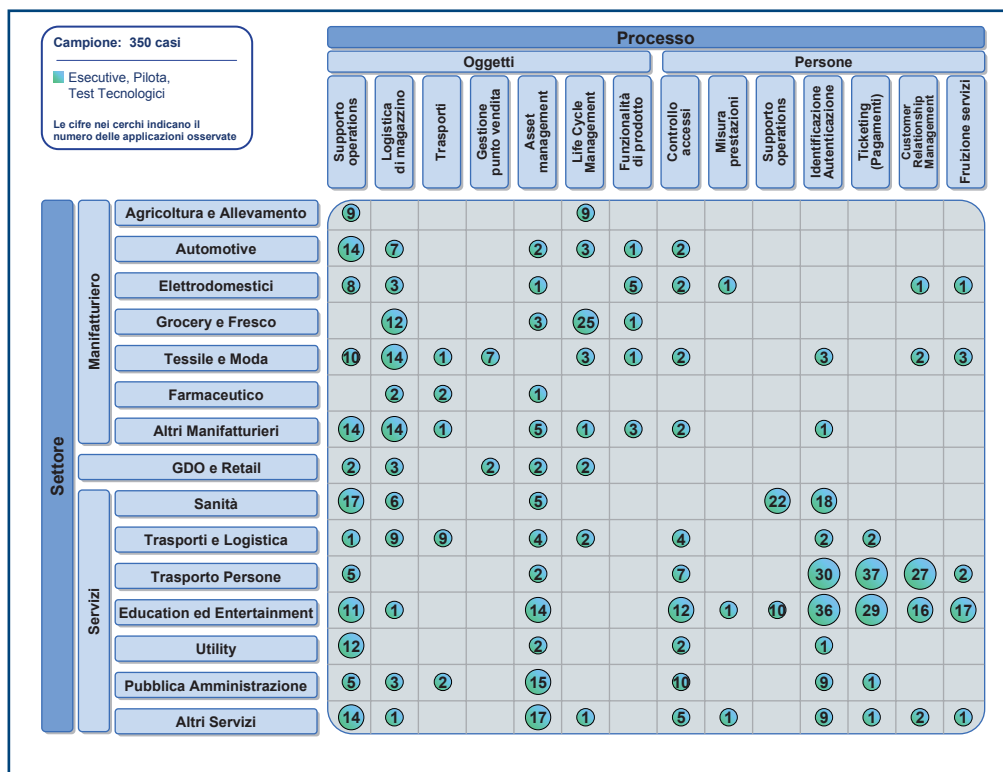 Campione: 350 casi
Esecutive, Pilota,
Test Tecnologici
Le cifre nei cerchi indicano il
numero delle applicazioni osservate
Processo
Oggetti Persone
Supporto
operations
Logistica
di magazzino
Trasporti
Gestione
punto vendita
Asset
management
Life Cycle
Management
Funzionalità
di prodotto
Controllo
accessi
Misura
prestazioni
Supporto
operations
Identificazione
Autenticazione
Ticketing
(Pagamenti)
Customer
Relationship
Management
Fruizione servizi
Settore
Manifatturiero
Agricoltura e Allevamento 9 9
Automotive 14 7 2 3 1 2
Elettrodomestici 8 3 1 5 2 1 1 1
Grocery e Fresco 12 3 25 1
Tessile e Moda 10 14 1 7 3 1 2 3 2 3
Farmaceutico 2 2 1
Altri Manifatturieri 14 14 1 5 1 3 2 1
GDO e Retail 2 3 2 2 2
Servizi
Sanità 17 6 5 22 18
Trasporti e Logistica 1 9 9 4 2 4 2 2
Trasporto Persone 5 2 7 30 37 27 2
Education ed Entertainment 11 1 14 12 1 10 36 29 16 17
Utility 12 2 2 1
Pubblica Amministrazione 5 3 2 15 10 9 1
Altri Servizi 14 1 17 1 5 1 9 1 2 1